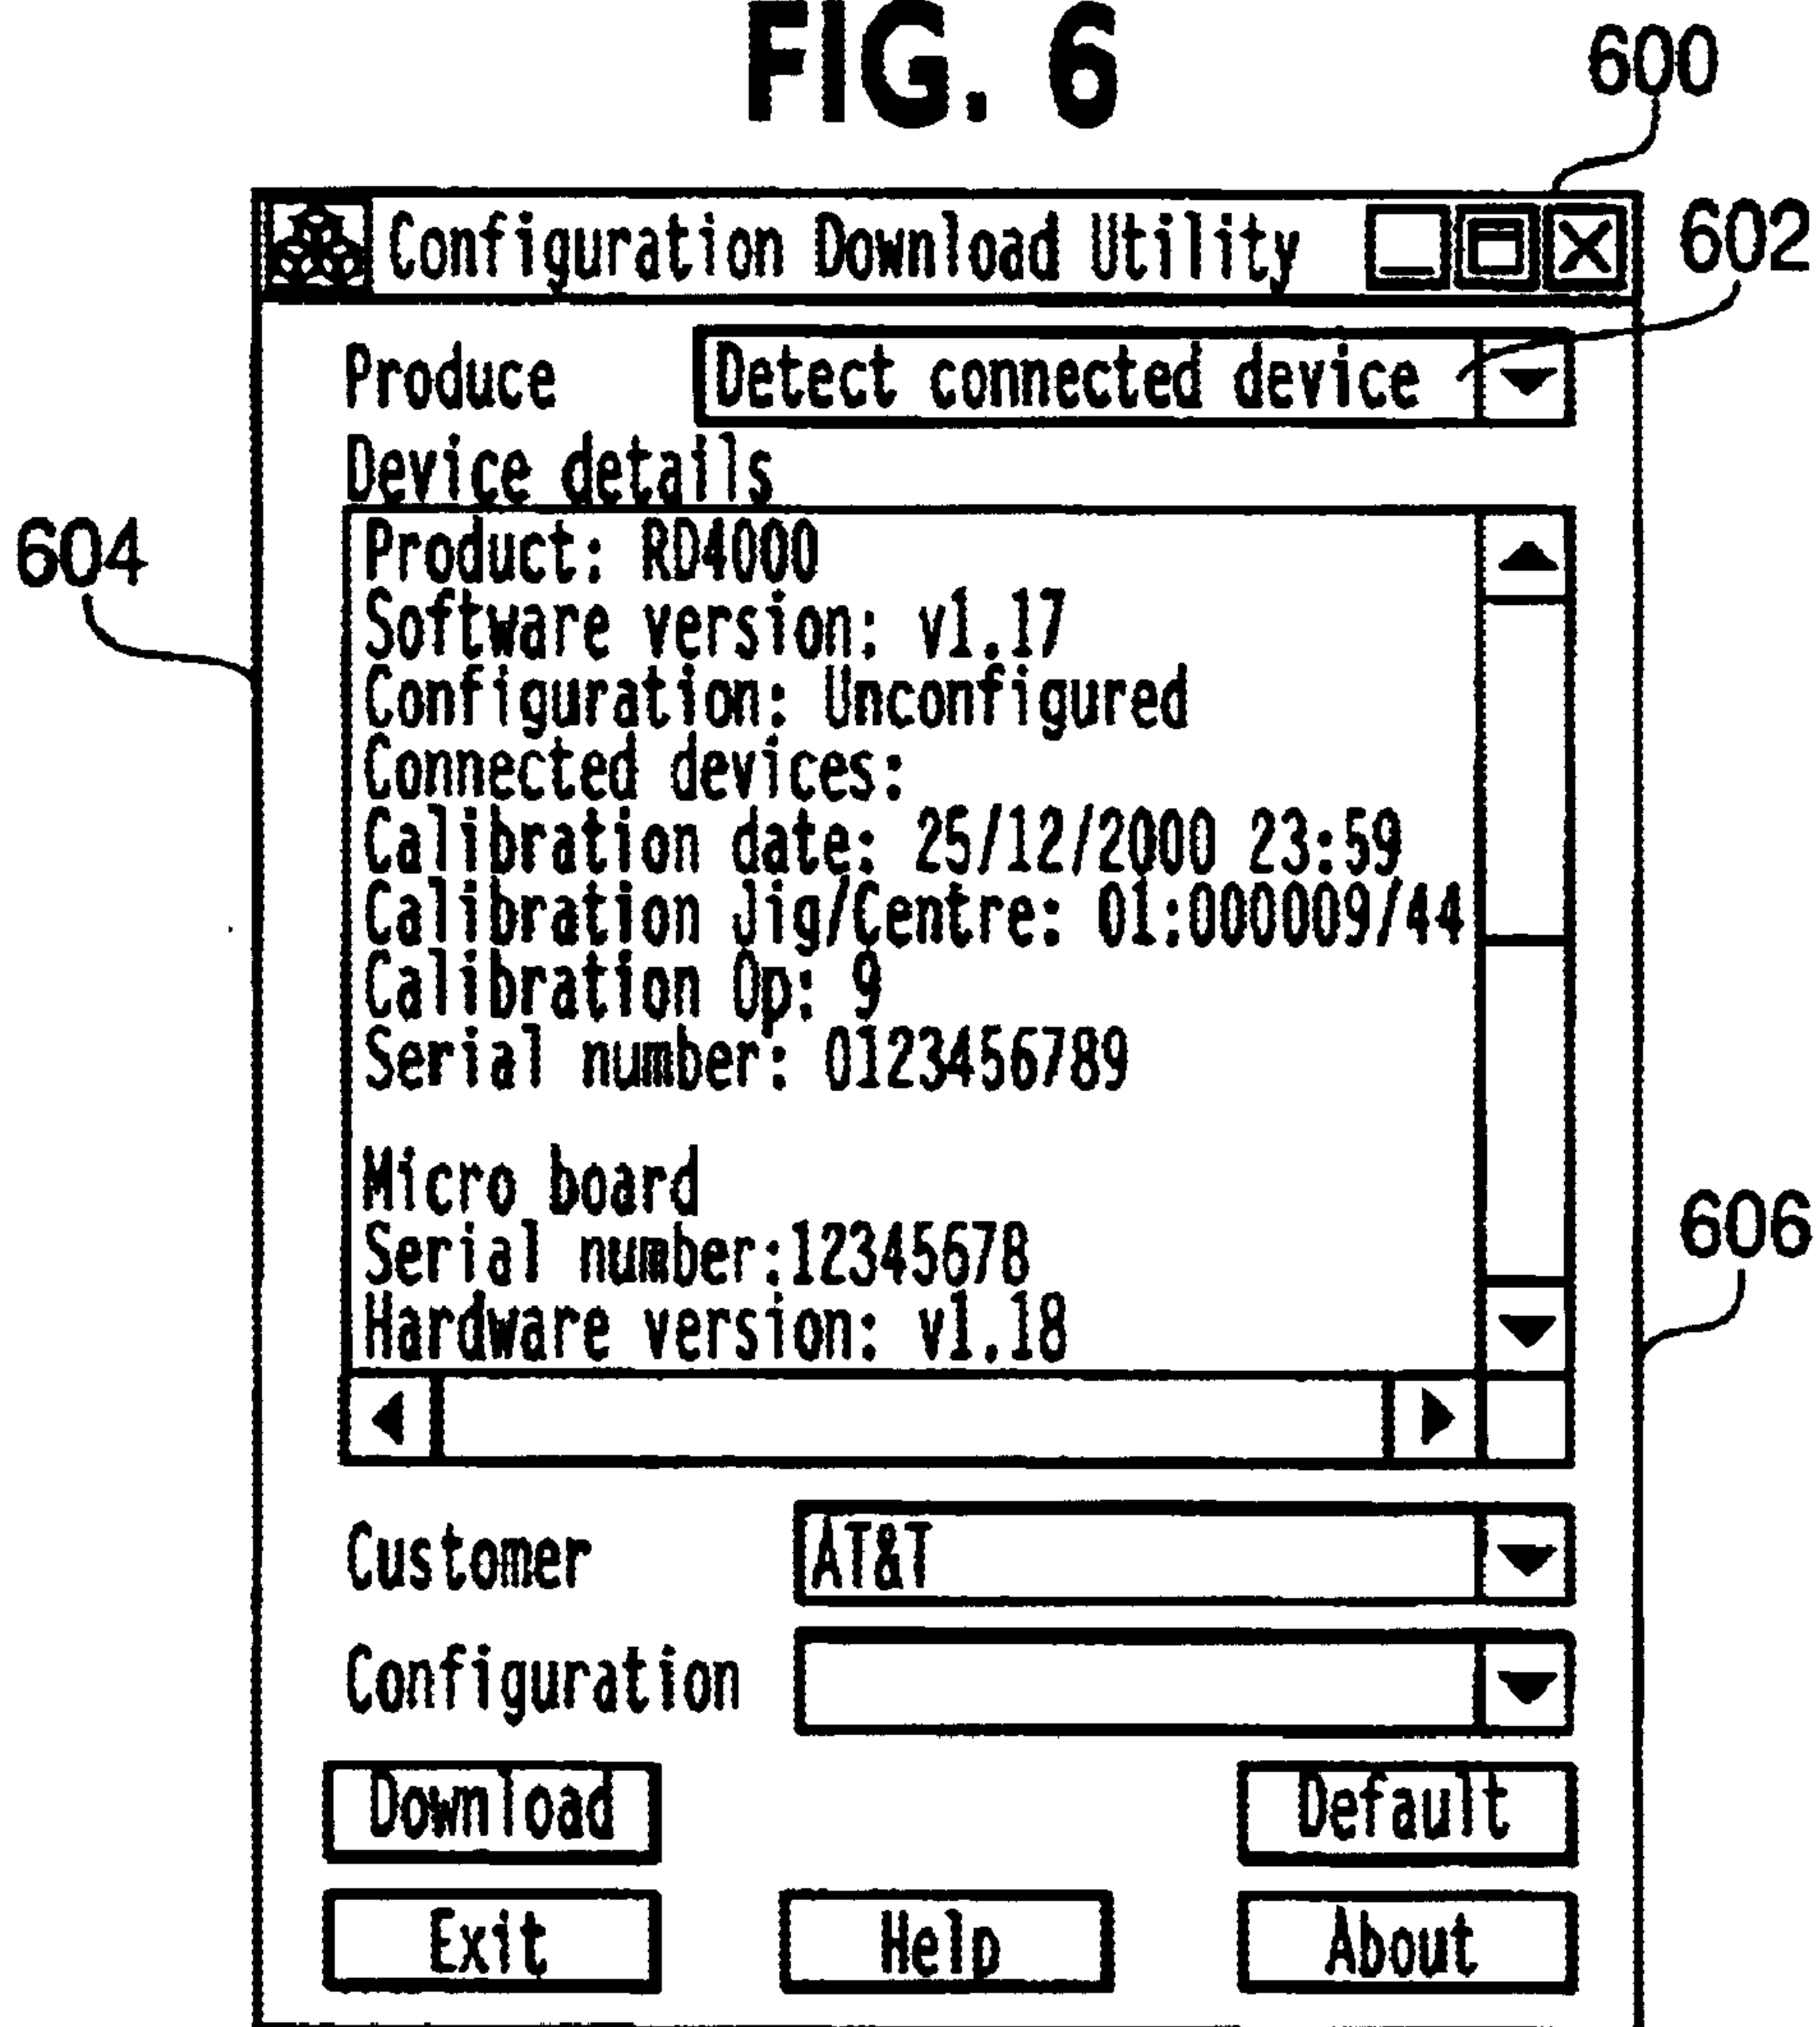 FIG. 6
600
Configuration Download Utility
602
Produce Detect connected device
Device details
604
Product: RD4000
Software version: v1.17
Configuration: Unconfigured
Connected devices:
Calibration date: 25/12/2000 23:59
Calibration Jig/Centre: 01:000009/44
Calibration Op: 9
Serial number: 0123456789
Micro board
606
Serial number:12345678
Hardware version: v1.18
Customer AT&T
Configuration
Download Default
Exit Help About